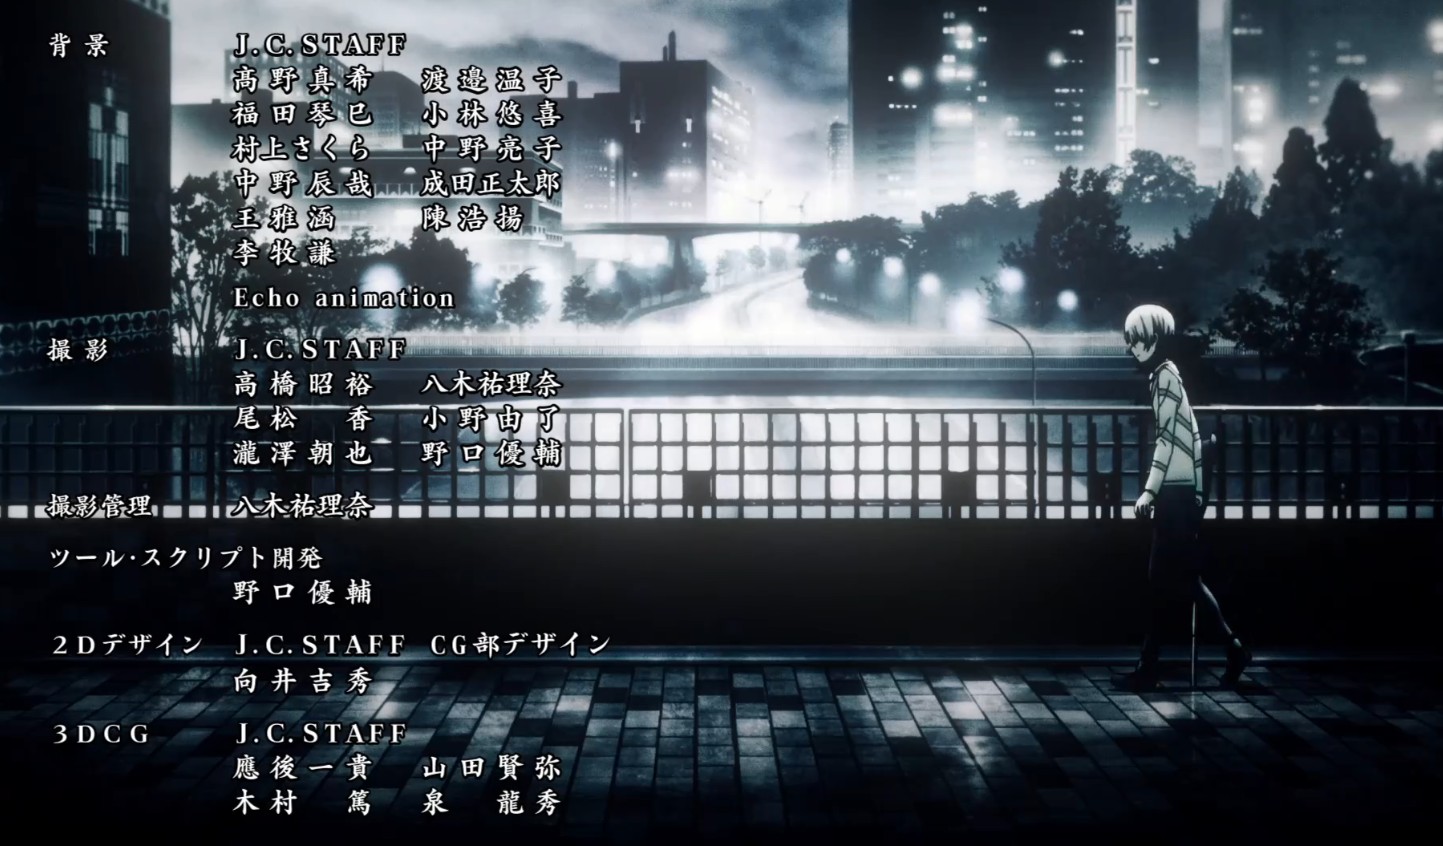 背景 J.C.STAFF
髙野真希 渡邉温子
福田琴巳 小林悠喜
村上さくら 中野亮子
中野辰哉 成田正太郎
王雅涵 陳浩揚
李牧謙
Echo animation
撮影 J.C.STAFF
高橋昭裕 八木祐理奈
尾松 香 小野由了
瀧澤朝也 野口優輔
撮影管理 八木祐理奈
ツール・スクリプト開発
野口優輔
2Dデザイン J.C.STAFF CG部デザイン
向井吉秀
3DCG J.C.STAFF
應後一貴 山田賢弥
木村 篤 泉 龍秀